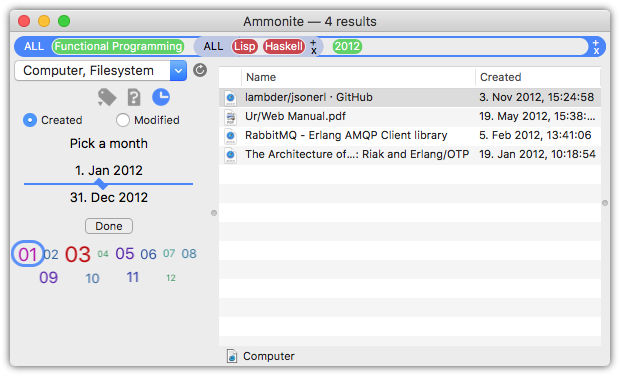 Ammonite — 4 results
ALL Functional Programming ALL Lisp Haskell + x 2012 + x
Computer, Filesystem
Created Modified
Pick a month
1. Jan 2012
31. Dec 2012
Done
01 02 03 04 05 06 07 08
09 10 11 12
Name Created
lambder/jsonerl · GitHub 3. Nov 2012, 15:24:58
Ur/Web Manual.pdf 19. May 2012, 15:38:...
RabbitMQ - Erlang AMQP Client library 5. Feb 2012, 13:41:06
The Architecture of...: Riak and Erlang/OTP 19. Jan 2012, 10:18:54
Computer